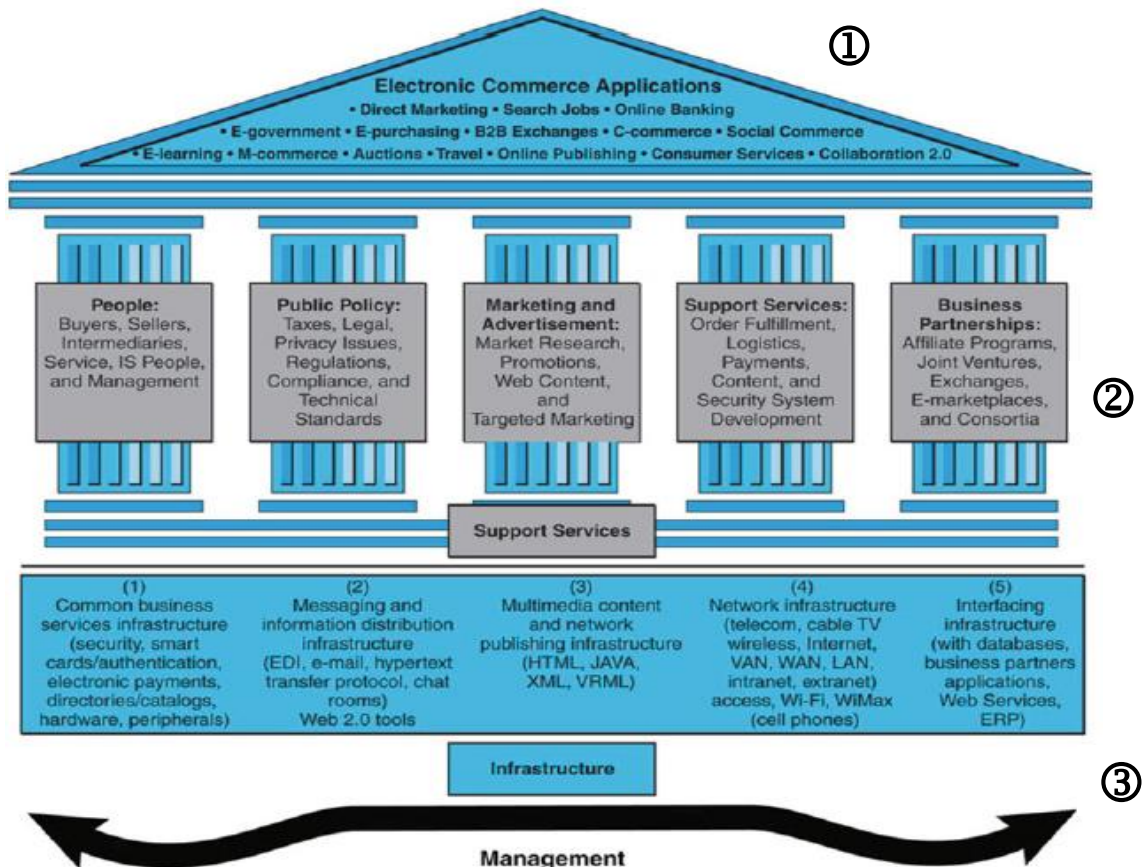 ①
Electronic Commerce Applications
• Direct Marketing • Search Jobs • Online Banking
• E-government • E-purchasing • B2B Exchanges • C-commerce • Social Commerce
• E-learning • M-commerce • Auctions • Travel • Online Publishing • Consumer Services • Collaboration 2.0
People:
Buyers, Sellers,
Intermediaries,
Service, IS People,
and Management
Public Policy:
Taxes, Legal,
Privacy Issues,
Regulations,
Compliance, and
Technical
Standards
Marketing and
Advertisement:
Market Research,
Promotions,
Web Content,
and
Targeted Marketing
Support Services:
Order Fulfillment,
Logistics,
Payments,
Content, and
Security System
Development
Business
Partnerships:
Affiliate Programs,
Joint Ventures,
Exchanges,
E-marketplaces,
and Consortia
②
Support Services
(1)
Common business
services infrastructure
(security, smart
cards/authentication,
electronic payments,
directories/catalogs,
hardware, peripherals)
(2)
Messaging and
information distribution
infrastructure
(EDI, e-mail, hypertext
transfer protocol, chat
rooms)
Web 2.0 tools
(3)
Multimedia content
and network
publishing infrastructure
(HTML, JAVA,
XML, VRML)
(4)
Network infrastructure
(telecom, cable TV
wireless, Internet,
VAN, WAN, LAN,
intranet, extranet)
access, Wi-Fi, WiMax
(cell phones)
(5)
Interfacing
infrastructure
(with databases,
business partners
applications,
Web Services,
ERP)
Infrastructure
③
Management